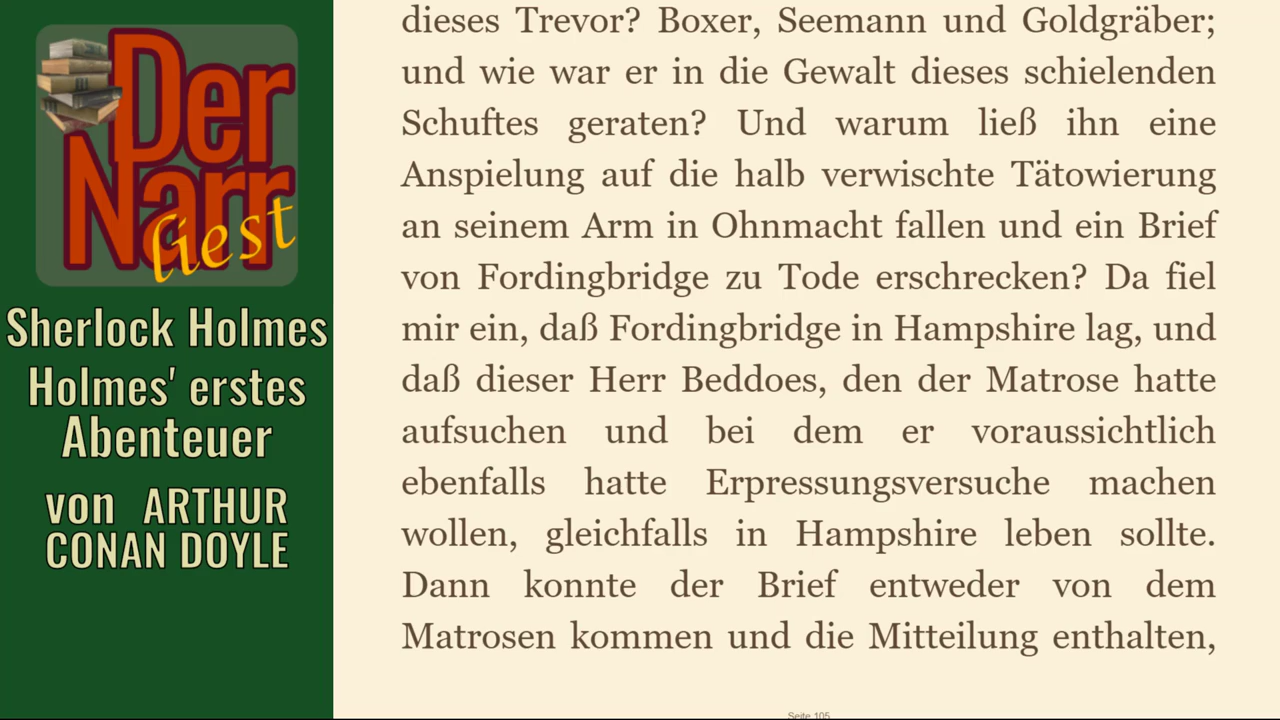 Der
Narr
liest
Sherlock Holmes
Holmes' erstes
Abenteuer
von ARTHUR
CONAN DOYLE
dieses Trevor? Boxer, Seemann und Goldgräber;
und wie war er in die Gewalt dieses schielenden
Schuftes geraten? Und warum ließ ihn eine
Anspielung auf die halb verwischte Tätowierung
an seinem Arm in Ohnmacht fallen und ein Brief
von Fordingbridge zu Tode erschrecken? Da fiel
mir ein, daß Fordingbridge in Hampshire lag, und
daß dieser Herr Beddoes, den der Matrose hatte
aufsuchen und bei dem er voraussichtlich
ebenfalls hatte Erpressungsversuche machen
wollen, gleichfalls in Hampshire leben sollte.
Dann konnte der Brief entweder von dem
Matrosen kommen und die Mitteilung enthalten,
Seite 105